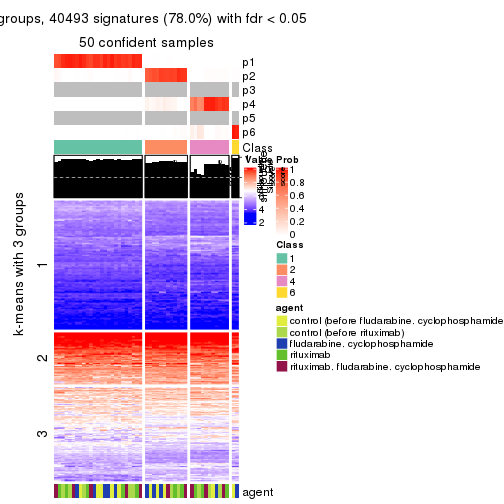 groups, 40493 signatures (78.0%) with fdr < 0.05
50 confident samples
p1
p2
p3
p4
p5
p6
Class
Value
Prob
1
0.8
0.6
0.4
0.2
0
4
2
Class
1
2
4
6
agent
control (before fludarabine. cyclophosphamide
control (before rituximab)
fludarabine. cyclophosphamide
rituximab
rituximab. fludarabine. cyclophosphamide
k-means with 3 groups
1
2
3
agent